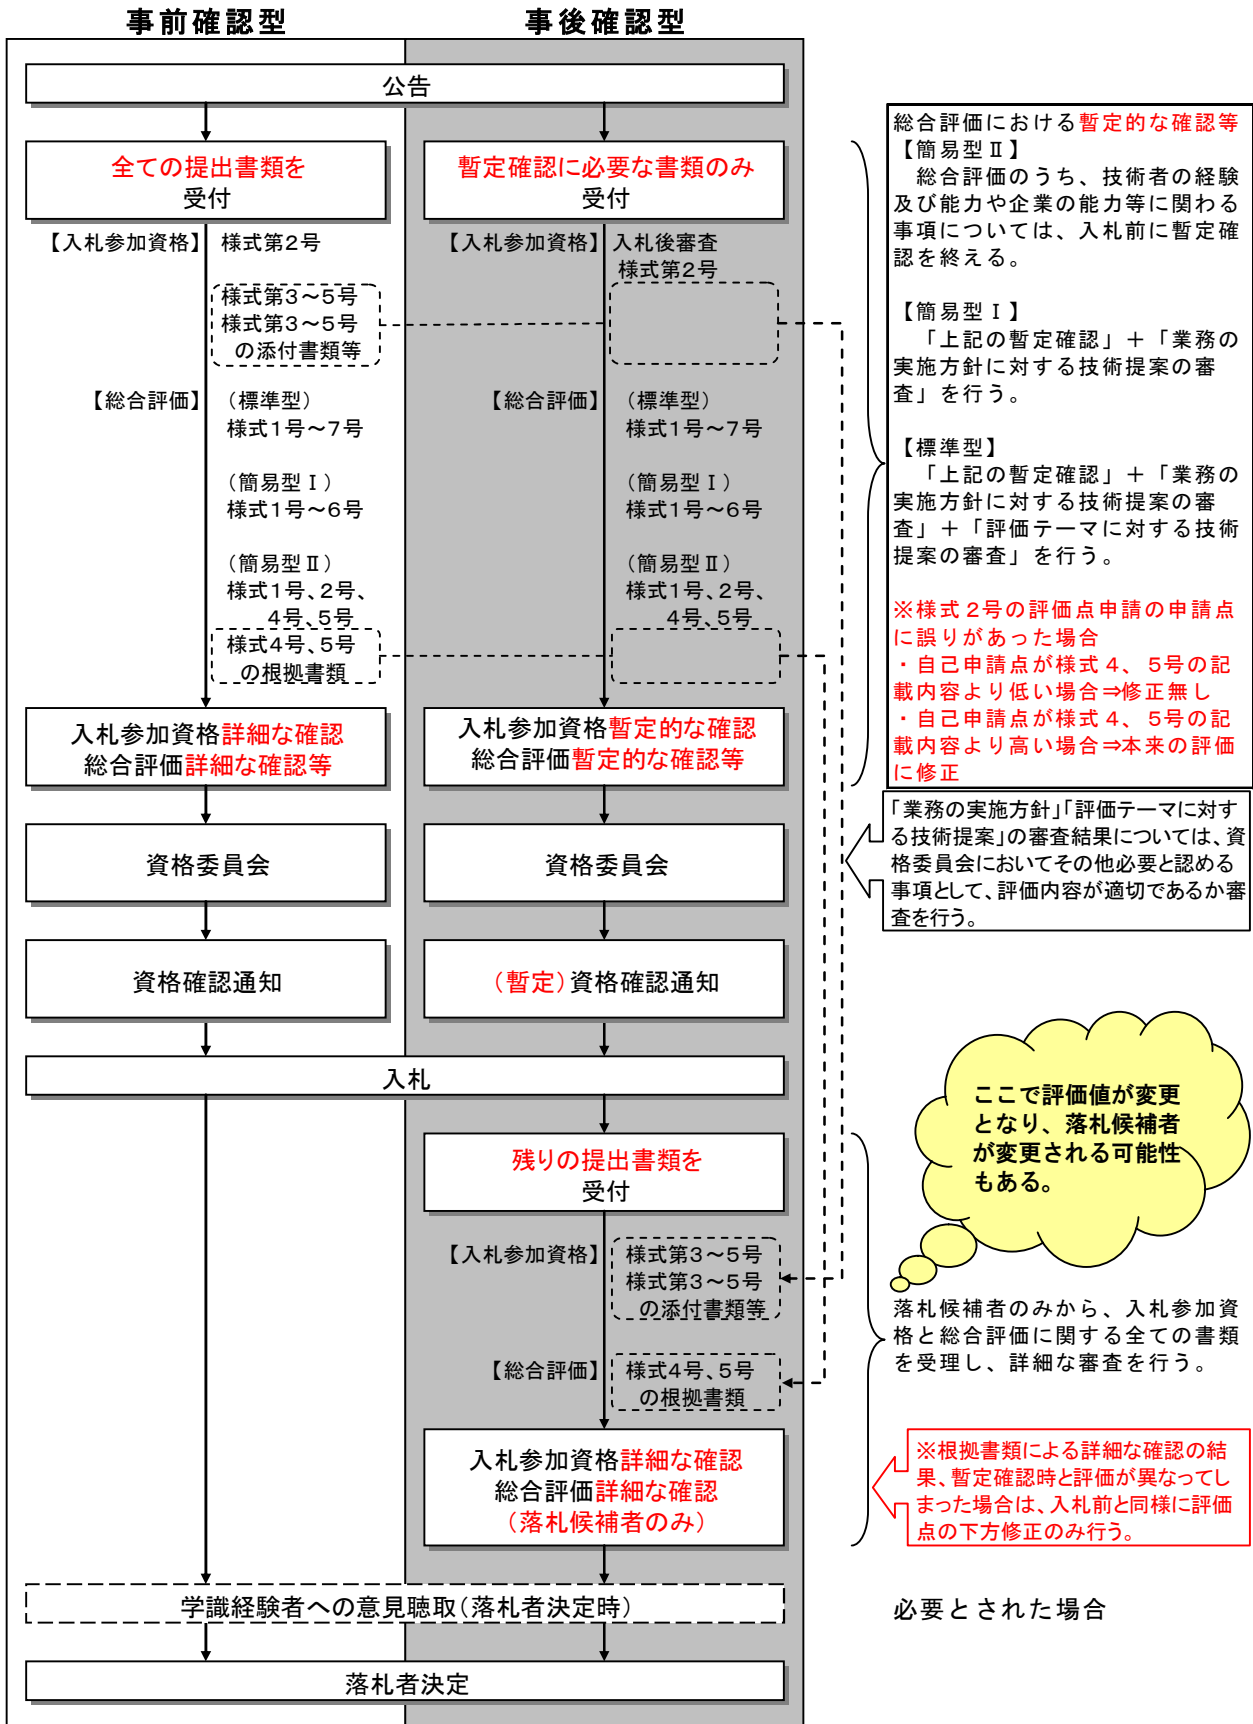 事前確認型
事後確認型
公告
全ての提出書類を
受付
暫定確認に必要な書類のみ
受付
【入札参加資格】 様式第2号
様式第3～5号
様式第3～5号
の添付書類等
【総合評価】 （標準型）
様式1号～7号
（簡易型Ⅰ）
様式1号～6号
（簡易型Ⅱ）
様式1号、2号、
4号、5号
様式4号、5号
の根拠書類
【入札参加資格】 入札後審査
様式第2号
【総合評価】 （標準型）
様式1号～7号
（簡易型Ⅰ）
様式1号～6号
（簡易型Ⅱ）
様式1号、2号、
4号、5号
入札参加資格詳細な確認
総合評価詳細な確認等
入札参加資格暫定的な確認
総合評価暫定的な確認等
資格委員会
資格委員会
資格確認通知
（暫定）資格確認通知
入札
残りの提出書類を
受付
【入札参加資格】 様式第3～5号
様式第3～5号
の添付書類等
【総合評価】 様式4号、5号
の根拠書類
入札参加資格詳細な確認
総合評価詳細な確認
（落札候補者のみ）
学識経験者への意見聴取（落札者決定時）
落札者決定
総合評価における暫定的な確認等
【簡易型Ⅱ】
総合評価のうち、技術者の経験
及び能力や企業の能力等に関わる
事項については、入札前に暫定確
認を終える。
【簡易型Ⅰ】
「上記の暫定確認」＋「業務の
実施方針に対する技術提案の審
査」を行う。
【標準型】
「上記の暫定確認」＋「業務の
実施方針に対する技術提案の審
査」＋「評価テーマに対する技術
提案の審査」を行う。
※様式2号の評価点申請の申請点
に誤りがあった場合
・自己申請点が様式4、5号の記
載内容より低い場合⇒修正無し
・自己申請点が様式4、5号の記
載内容より高い場合⇒本来の評価
に修正
「業務の実施方針」「評価テーマに対す
る技術提案」の審査結果については、資
格委員会においてその他必要と認める
事項として、評価内容が適切であるか審
査を行う。
ここで評価値が変更
となり、落札候補者
が変更される可能性
もある。
落札候補者のみから、入札参加資
格と総合評価に関する全ての書類
を受理し、詳細な審査を行う。
※根拠書類による詳細な確認の結
果、暫定確認時と評価が異なってし
まった場合は、入札前と同様に評価
点の下方修正のみ行う。
必要とされた場合